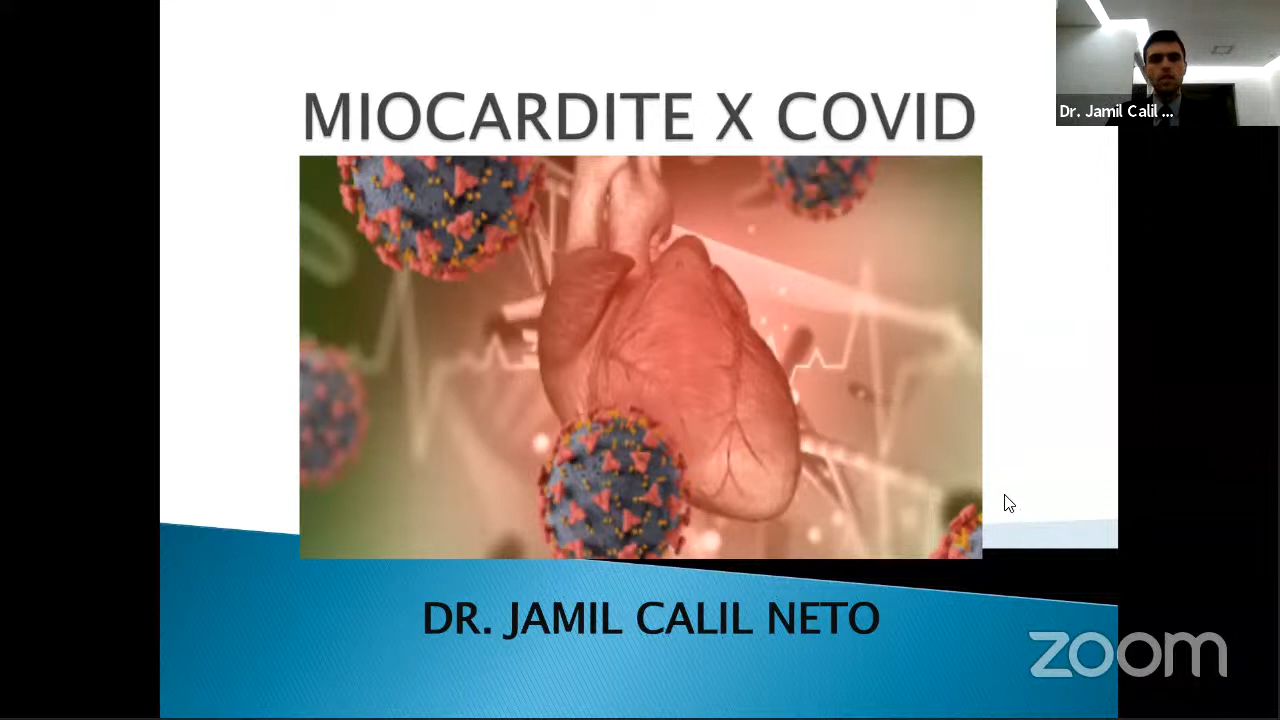 MIOCARDITE X COVID
Dr. Jamil Calil ...
DR. JAMIL CALIL NETO
zoom